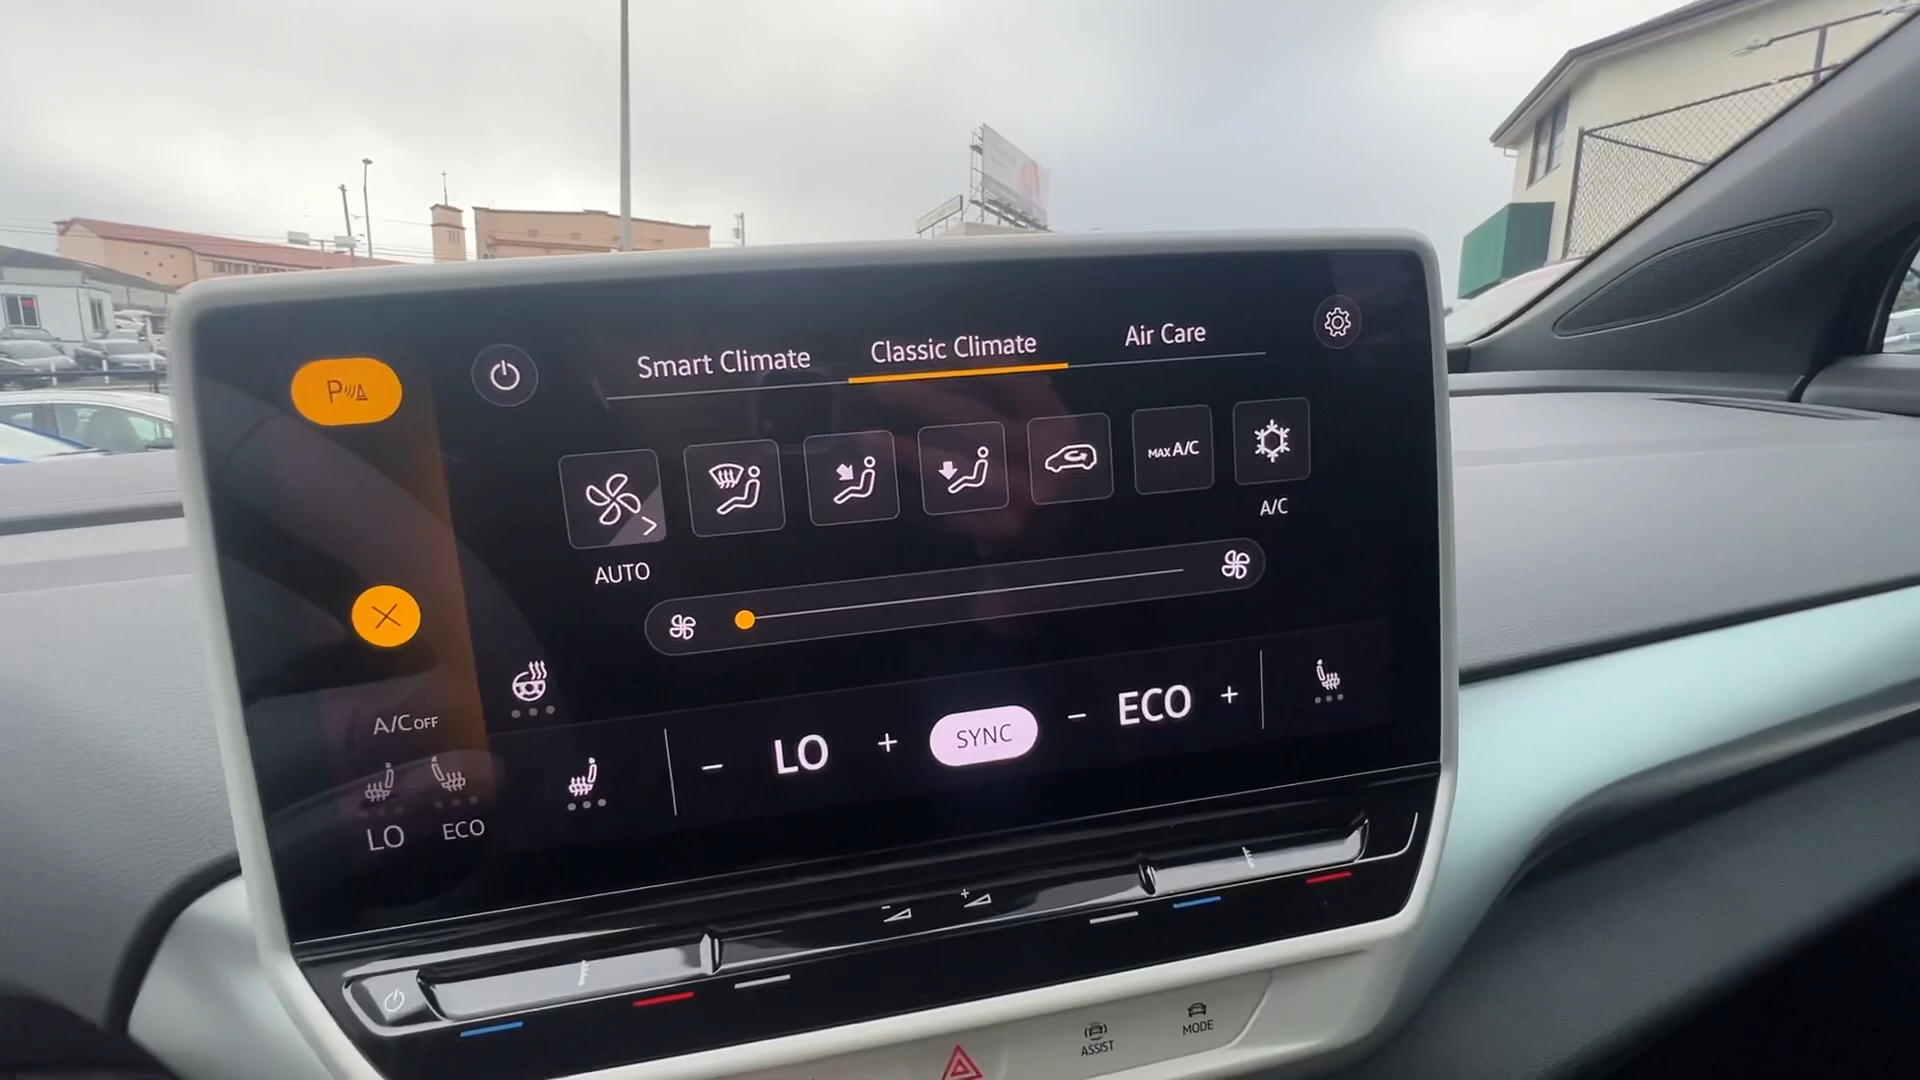 Smart Climate Classic Climate Air Care
P
MAX A/C
A/C
AUTO
A/C OFF
LO ECO
- LO + SYNC - ECO +
- +
ASSIST
MODE